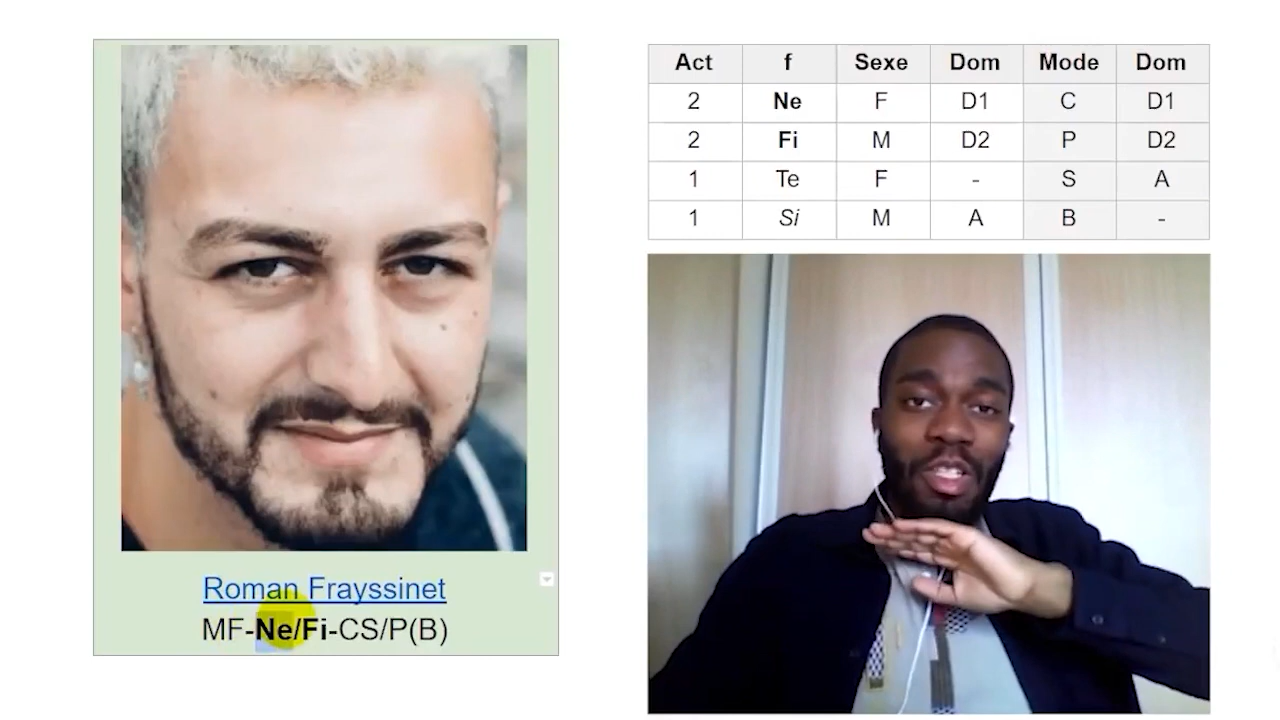 Roman Frayssinet
MF-Ne/Fi-CS/P(B)
Act f Sexe Dom Mode Dom
2 Ne F D1 C D1
2 Fi M D2 P D2
1 Te F - S A
1 Si M A B -